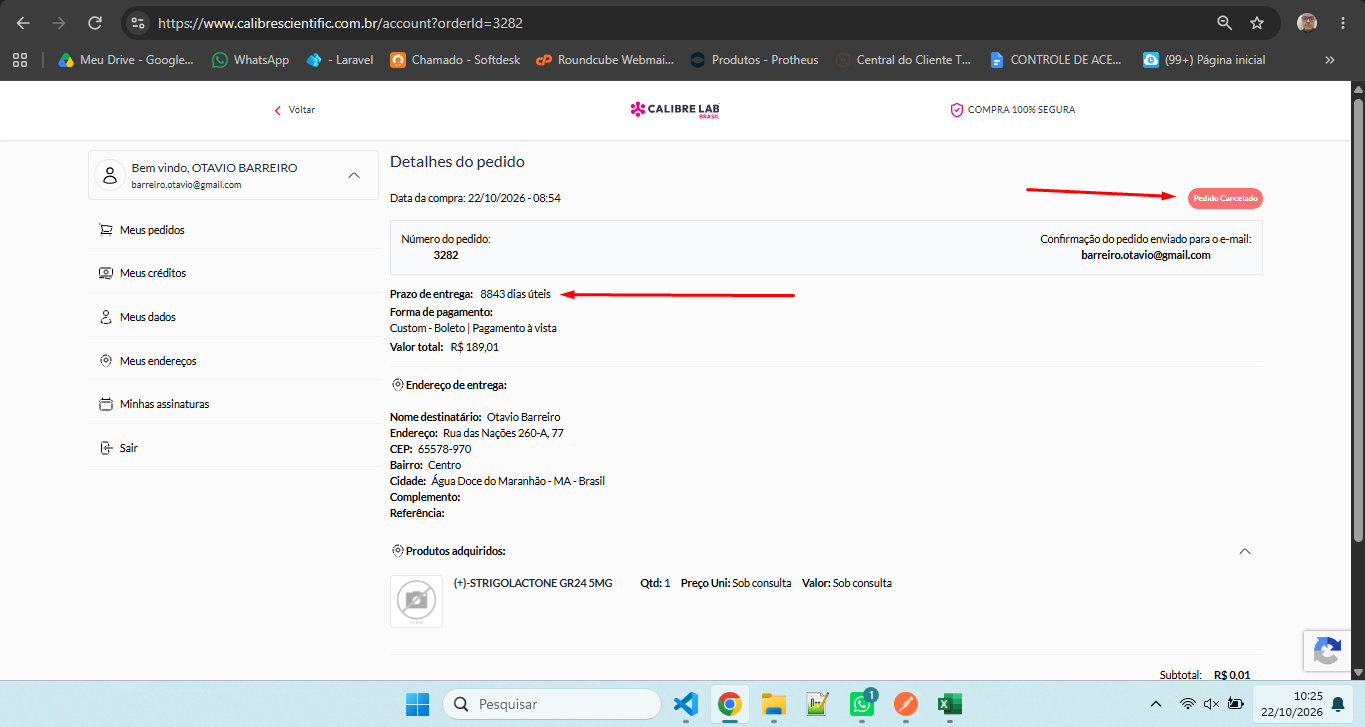 https://www.calibrescientific.com.br/account?orderId=3282
Meu Drive - Google...
WhatsApp
- Laravel
Chamado - Softdesk
Roundcube Webmai...
Produtos - Protheus
Central do Cliente T...
CONTROLE DE ACE...
(99+) Página inicial
Voltar
CALIBRE LAB
BRASIL
COMPRA 100% SEGURA
Bem vindo, OTAVIO BARREIRO
barreiro.otavio@gmail.com
Meus pedidos
Meus créditos
Meus dados
Meus endereços
Minhas assinaturas
Sair
Detalhes do pedido
Data da compra: 22/10/2026 - 08:54
Pedido Cancelado
Número do pedido:
3282
Confirmação do pedido enviado para o e-mail:
barreiro.otavio@gmail.com
Prazo de entrega: 8843 dias úteis
Forma de pagamento:
Custom - Boleto | Pagamento à vista
Valor total: R$ 189,01
Endereço de entrega:
Nome destinatário: Otavio Barreiro
Endereço: Rua das Nações 260-A, 77
CEP: 65578-970
Bairro: Centro
Cidade: Água Doce do Maranhão - MA - Brasil
Complemento:
Referência:
Produtos adquiridos:
(+)-STRIGOLACTONE GR24 5MG
Qtd: 1 Preço Uni: Sob consulta Valor: Sob consulta
Subtotal: R$ 0,01
Pesquisar
1
10:25
22/10/2026